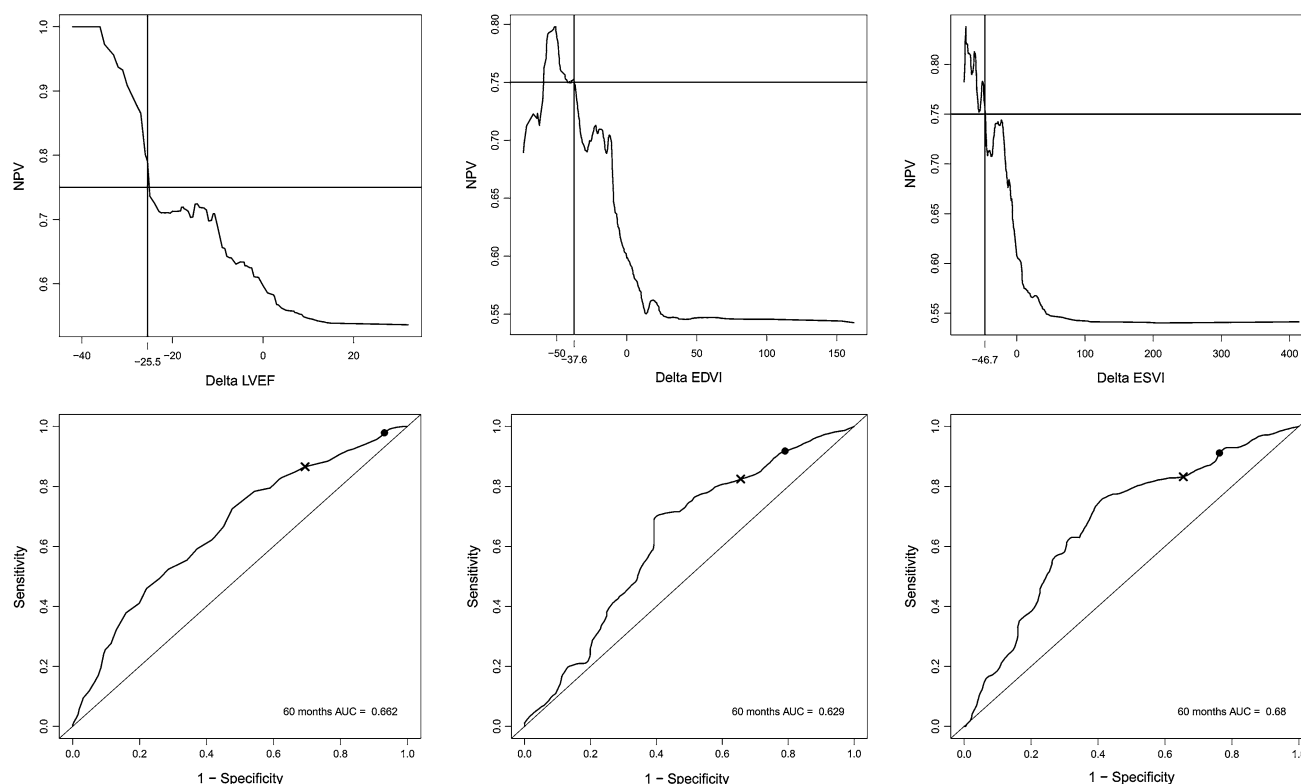 NPV
1.0
0.9
0.8
0.7
0.6
−40
−25.5
−20
0
20
Delta LVEF
NPV
0.80
0.75
0.70
0.65
0.60
0.55
−50
−37.6
0
50
100
150
Delta EDVI
NPV
0.80
0.75
0.70
0.65
0.60
0.55
−46.7
0
100
200
300
400
Delta ESVI
Sensitivity
1.0
0.8
0.6
0.4
0.2
0.0
60 months AUC = 0.662
0.0 0.2 0.4 0.6 0.8 1.0
1 − Specificity
Sensitivity
1.0
0.8
0.6
0.4
0.2
0.0
60 months AUC = 0.629
0.0 0.2 0.4 0.6 0.8 1.0
1 − Specificity
Sensitivity
1.0
0.8
0.6
0.4
0.2
0.0
60 months AUC = 0.68
0.0 0.2 0.4 0.6 0.8
1 − Specificity